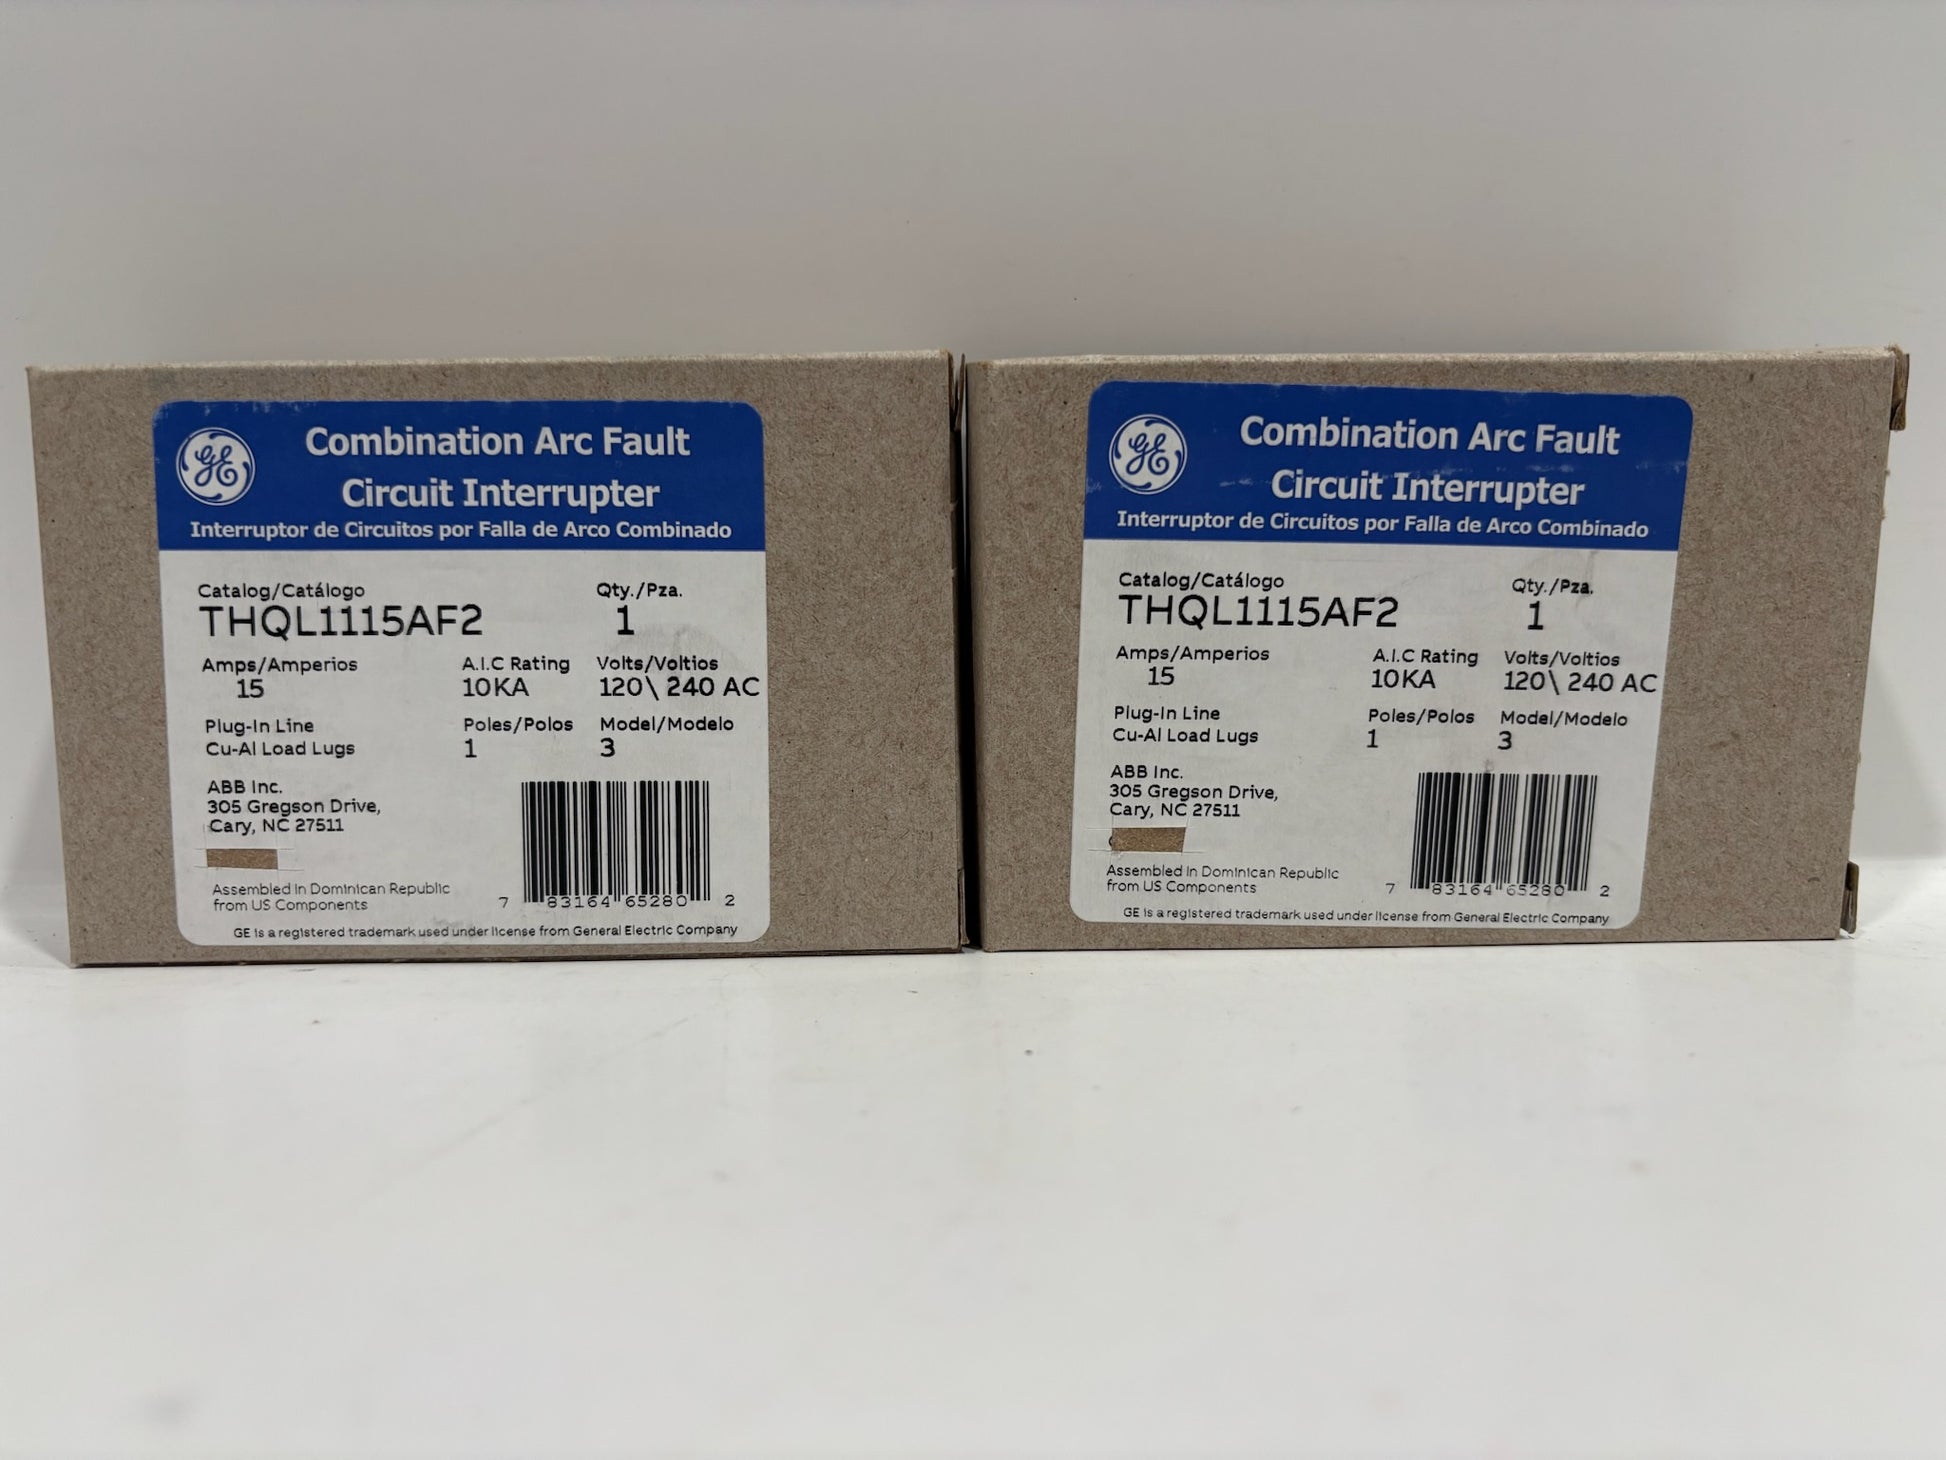 GE
Combination Arc Fault
Circuit Interrupter
Interruptor de Circuitos por Falla de Arco Combinado
Catalog/Catálogo Qty./Pza.
THQL1115AF2 1
Amps/Amperios A.I.C Rating Volts/Voltios
15 10KA 120\ 240 AC
Plug-In Line Poles/Polos Model/Modelo
Cu-Al Load Lugs 1 3
ABB Inc.
305 Gregson Drive,
Cary, NC 27511
Assembled In Dominican Republic
from US Components
7 83164 65280 2
GE is a registered trademark used under license from General Electric Company
GE
Combination Arc Fault
Circuit Interrupter
Interruptor de Circuitos por Falla de Arco Combinado
Catalog/Catálogo Qty./Pza.
THQL1115AF2 1
Amps/Amperios A.I.C Rating Volts/Voltios
15 10KA 120\ 240 AC
Plug-In Line Poles/Polos Model/Modelo
Cu-Al Load Lugs 1 3
ABB Inc.
305 Gregson Drive,
Cary, NC 27511
Assembled In Dominican Republic
from US Components
7 83164 65280 2
GE is a registered trademark used under license from General Electric Company